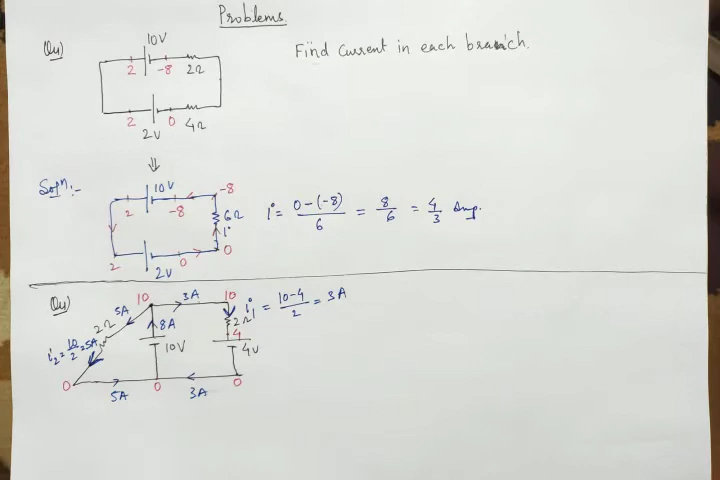 Problems
Qu)
10V
Find Current in each branch.
2 -8 2Ω
2 0 4Ω
2V
⇓
Sol^n:-
10V -8
2 -8
6Ω i = 0-(-8)/6 = 8/6 = 4/3 Amp.
i
2 0 0
2V
Qu)
10 3A 10
5A i₁ = 10-4/2 = 3A
2Ω 8A 2Ω
i₂ = 10/2 = 5A 10V 4
4V
0 0 0
5A 3A